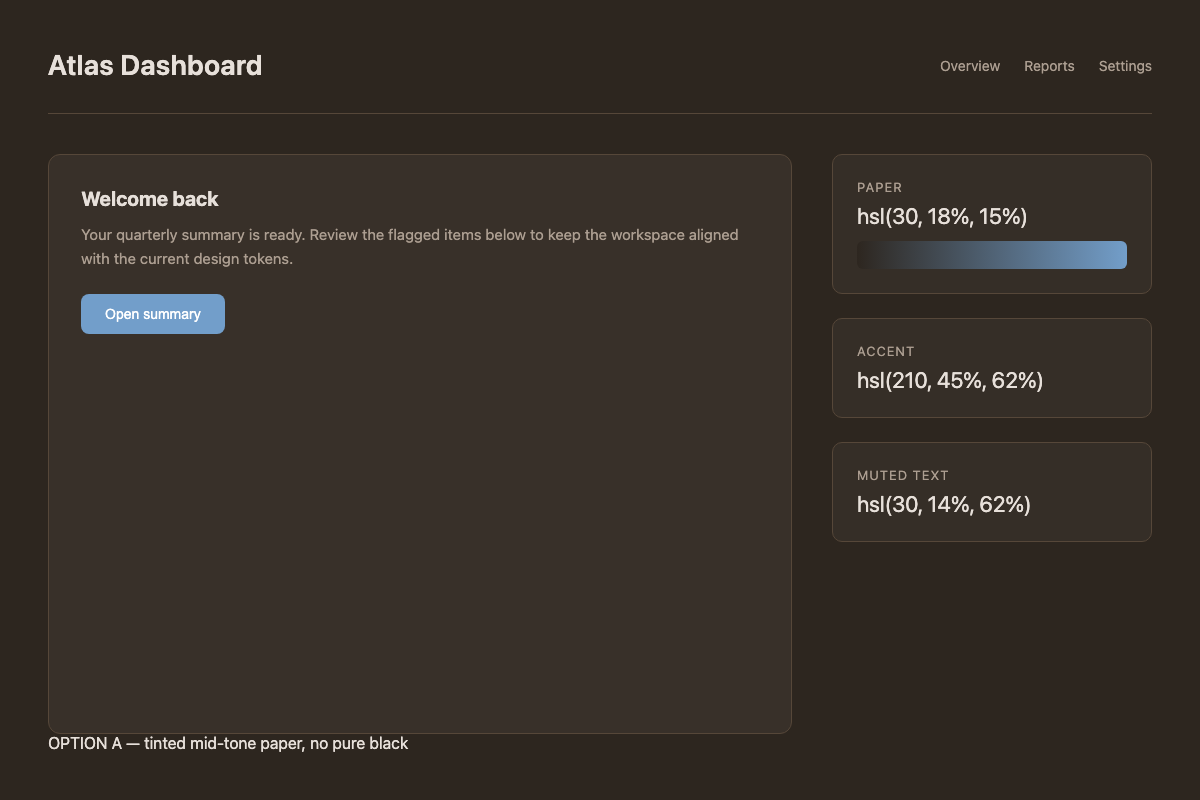 Atlas Dashboard
Overview Reports Settings
Welcome back
Your quarterly summary is ready. Review the flagged items below to keep the workspace aligned
with the current design tokens.
Open summary
PAPER
hsl(30, 18%, 15%)
ACCENT
hsl(210, 45%, 62%)
MUTED TEXT
hsl(30, 14%, 62%)
OPTION A — tinted mid-tone paper, no pure black